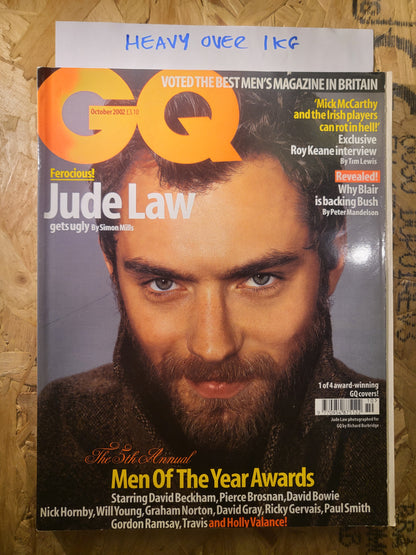 HEAVY OVER 1KG
GQ
VOTED THE BEST MEN'S MAGAZINE IN BRITAIN
October 2002 £3.10
'Mick McCarthy
and the Irish players
can rot in hell!'
Exclusive
Roy Keane interview
By Tim Lewis
Ferocious!
Jude Law
gets ugly By Simon Mills
Revealed!
Why Blair
is backing Bush
By Peter Mandelson
1 of 4 award-winning
GQ covers!
Jude Law photographed for
GQ by Richard Burbridge
The 5th Annual
Men Of The Year Awards
Starring David Beckham, Pierce Brosnan, David Bowie
Nick Hornby, Will Young, Graham Norton, David Gray, Ricky Gervais, Paul Smith
Gordon Ramsay, Travis and Holly Valance!